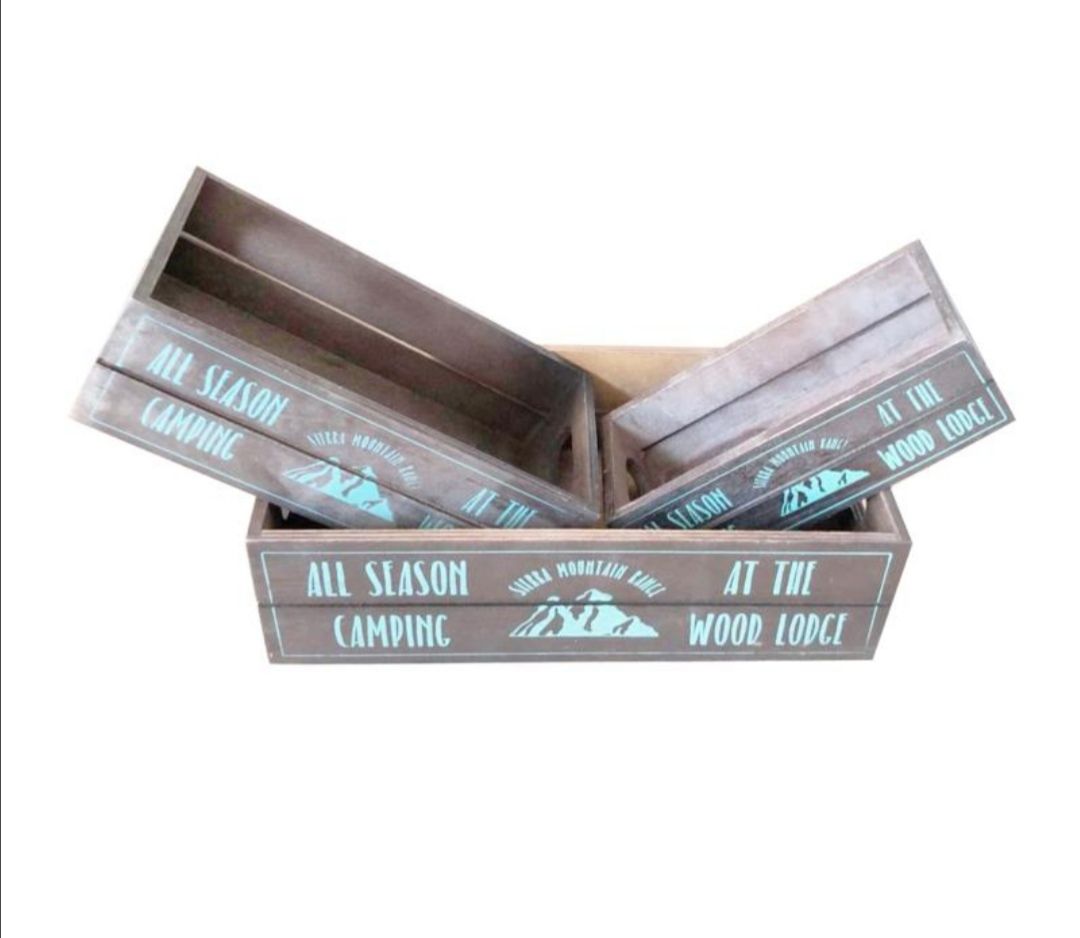 ALL SEASON
CAMPING
SIERRA MOUNTAIN RANGE
AT THE
AT THE
WOOD LODGE
SIERRA MOUNTAIN RANGE
SEASON
ALL SEASON
CAMPING
SIERRA MOUNTAIN RANGE
AT THE
WOOD LODGE